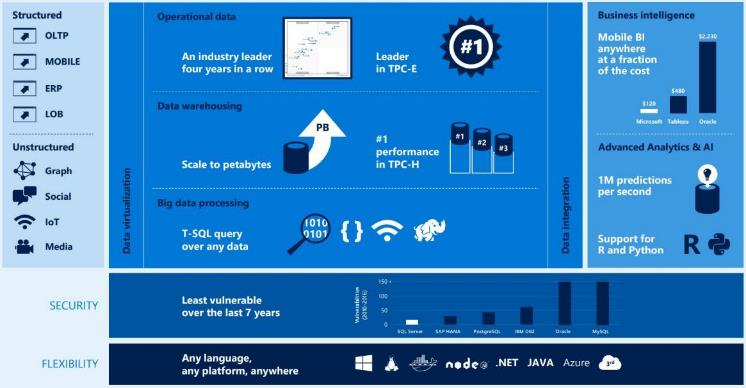 Structured
OLTP
MOBILE
ERP
LOB
Unstructured
Graph
Social
IoT
Media
Data virtualization
Operational data
An industry leader
four years in a row
Leader
in TPC-E
#1
Data warehousing
Scale to petabytes
PB
#1
performance
in TPC-H
#1
#2
#3
Big data processing
T-SQL query
over any data
1010
0101
{ }
Data integration
Business intelligence
Mobile BI
anywhere
at a fraction
of the cost
$120
$480
$2,230
Microsoft Tableau Oracle
Advanced Analytics & AI
1M predictions
per second
Support for
R and Python
R
SECURITY
Least vulnerable
over the last 7 years
Vulnerabilities
(2010-2016)
150
100
50
0
SQL Server SAP HANA PostgreSQL IBM DB2 Oracle MySQL
FLEXIBILITY
Any language,
any platform, anywhere
docker node .NET JAVA Azure 3rd